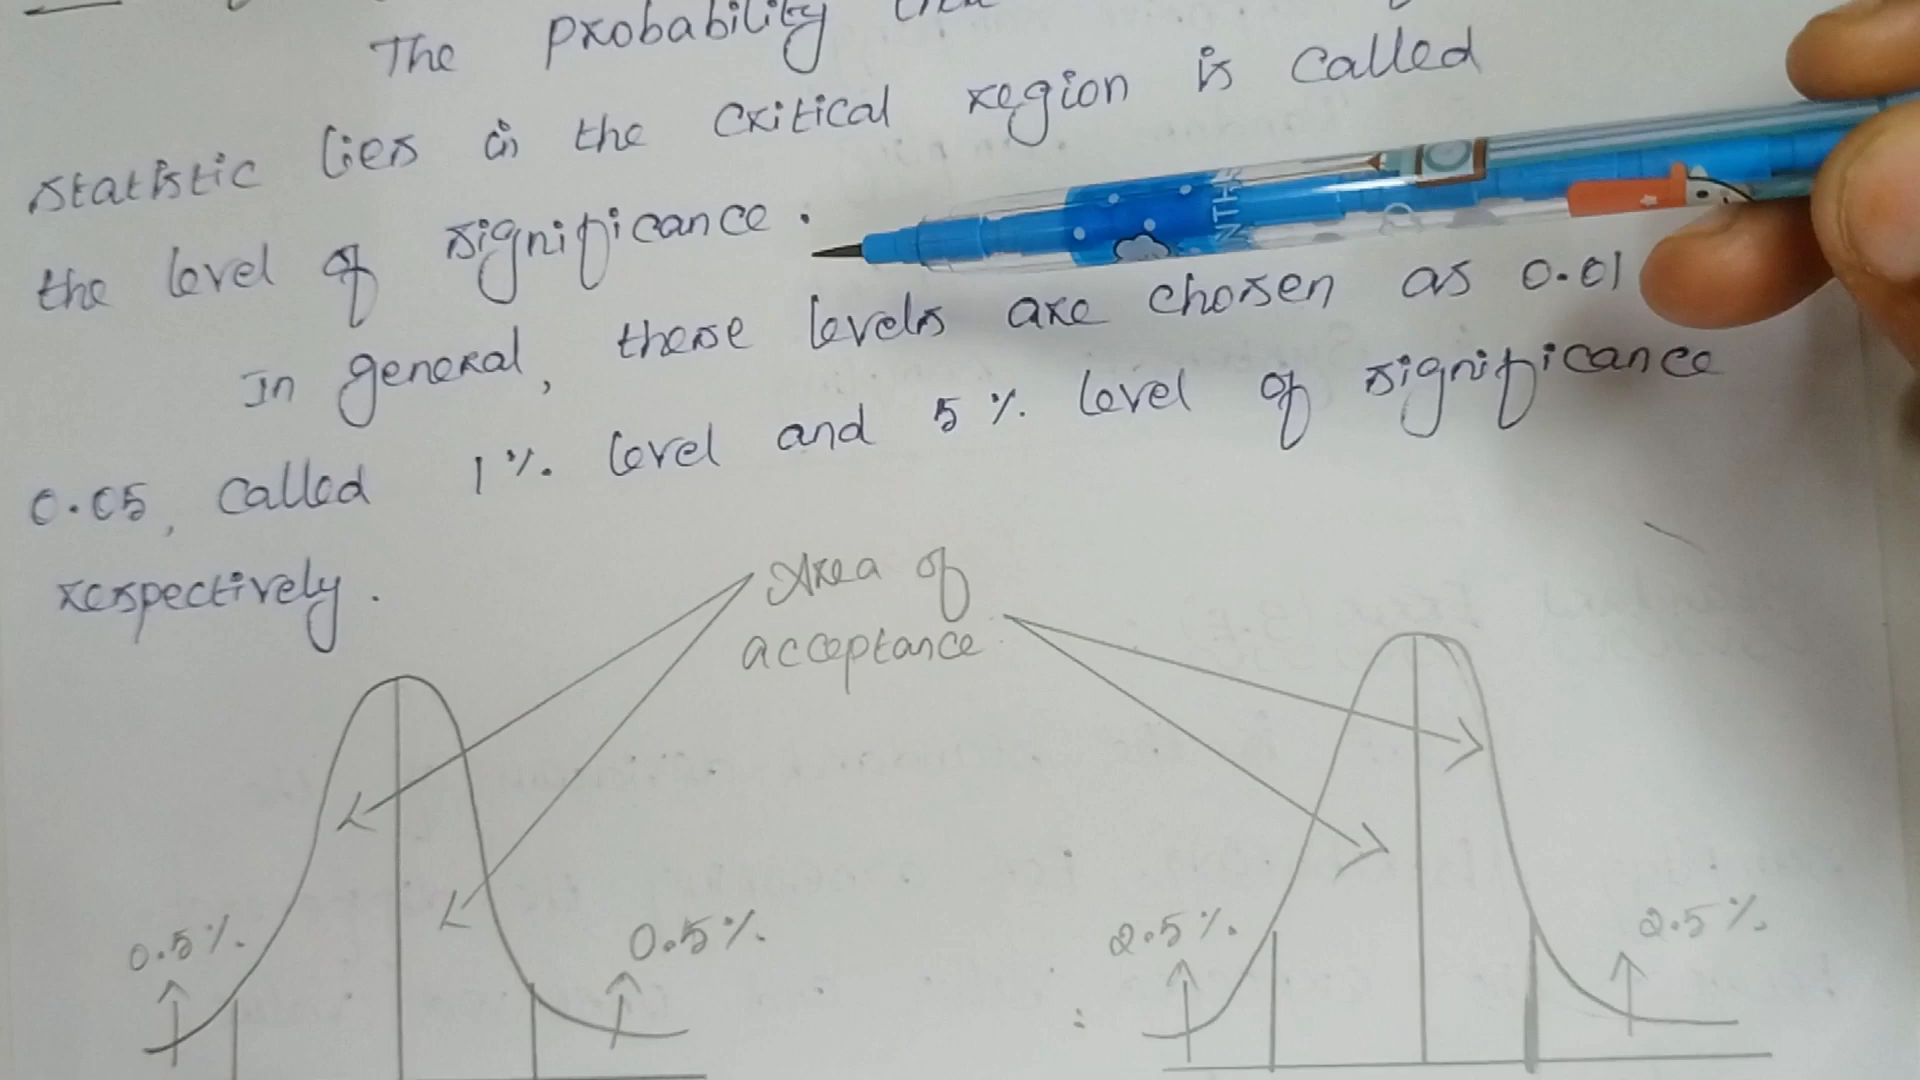 The probability
statistic lies in the critical region is called
the level of significance.
In general, these levels are chosen as 0.01
0.05, called 1% level and 5% level of significance
respectively.
Area of
acceptance
0.5%.
0.5%.
2.5%.
2.5%.